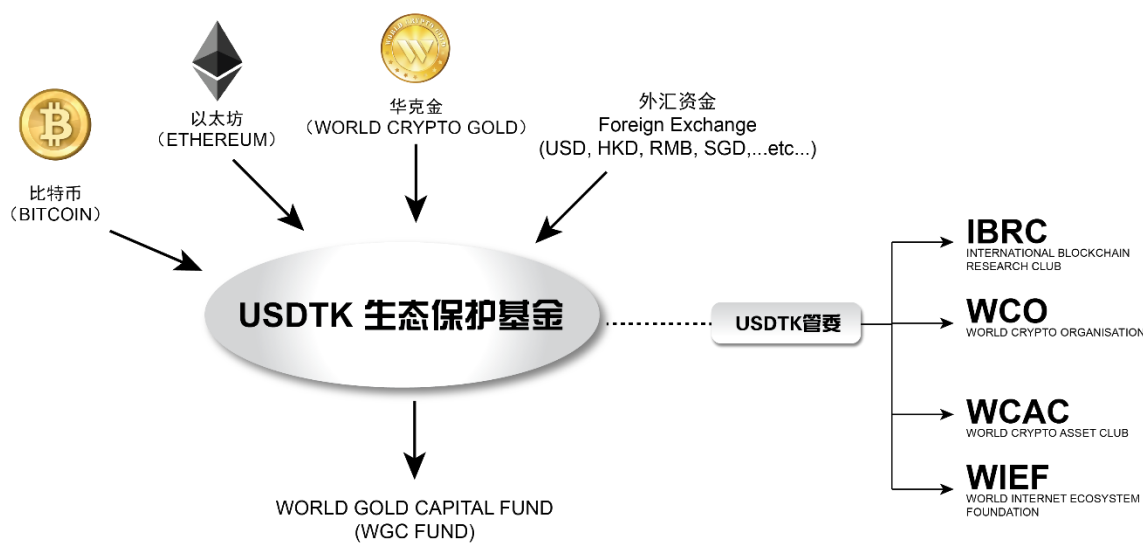 以太坊
（ETHEREUM）
华克金
（WORLD CRYPTO GOLD）
外汇资金
Foreign Exchange
(USD, HKD, RMB, SGD,...etc...)
比特币
（BITCOIN）
USDTK 生态保护基金
USDTK管委
IBRC
INTERNATIONAL BLOCKCHAIN
RESEARCH CLUB
WCO
WORLD CRYPTO ORGANISATION
WCAC
WORLD CRYPTO ASSET CLUB
WIEF
WORLD INTERNET ECOSYSTEM
FOUNDATION
WORLD GOLD CAPITAL FUND
(WGC FUND)